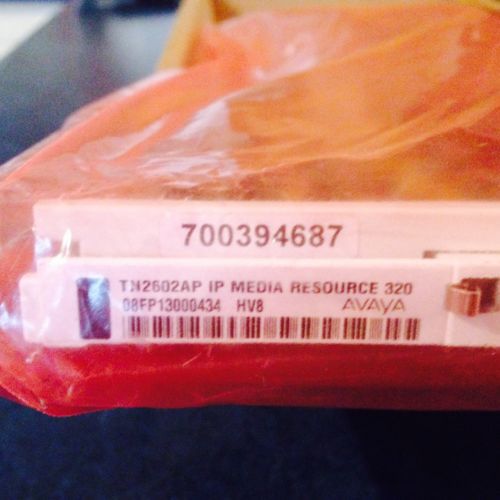 700394687
TN2602AP IP MEDIA RESOURCE 320
08FP13000434 HV8 AVAYA